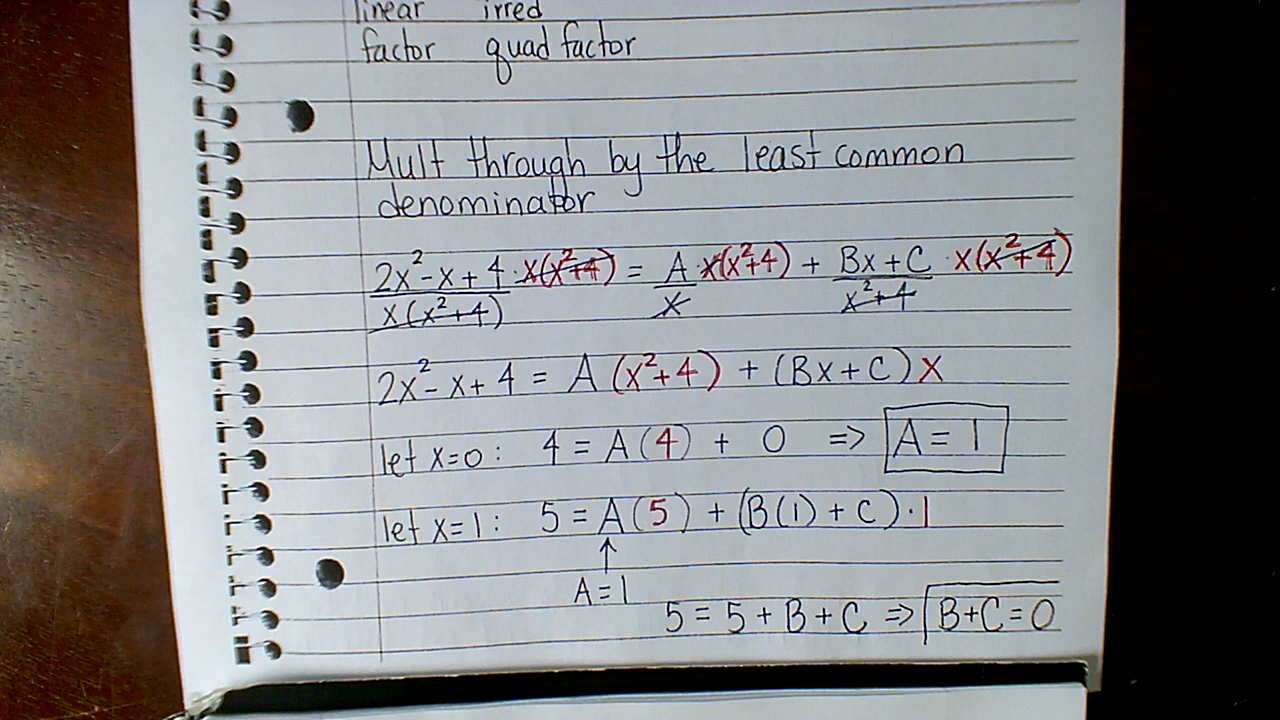 linear irred
factor quad factor
Mult through by the least common
denominator
2x²-x+4/x(x²+4) · x(x²+4) = A/x · x(x²+4) + Bx+C/x²+4 · x(x²+4)
2x²-x+4 = A(x²+4) + (Bx+C)x
let x=0: 4 = A(4) + 0 => A = 1
let x=1: 5 = A(5) + (B(1) + C)·1
↑
A=1
5 = 5 + B + C => B+C=0